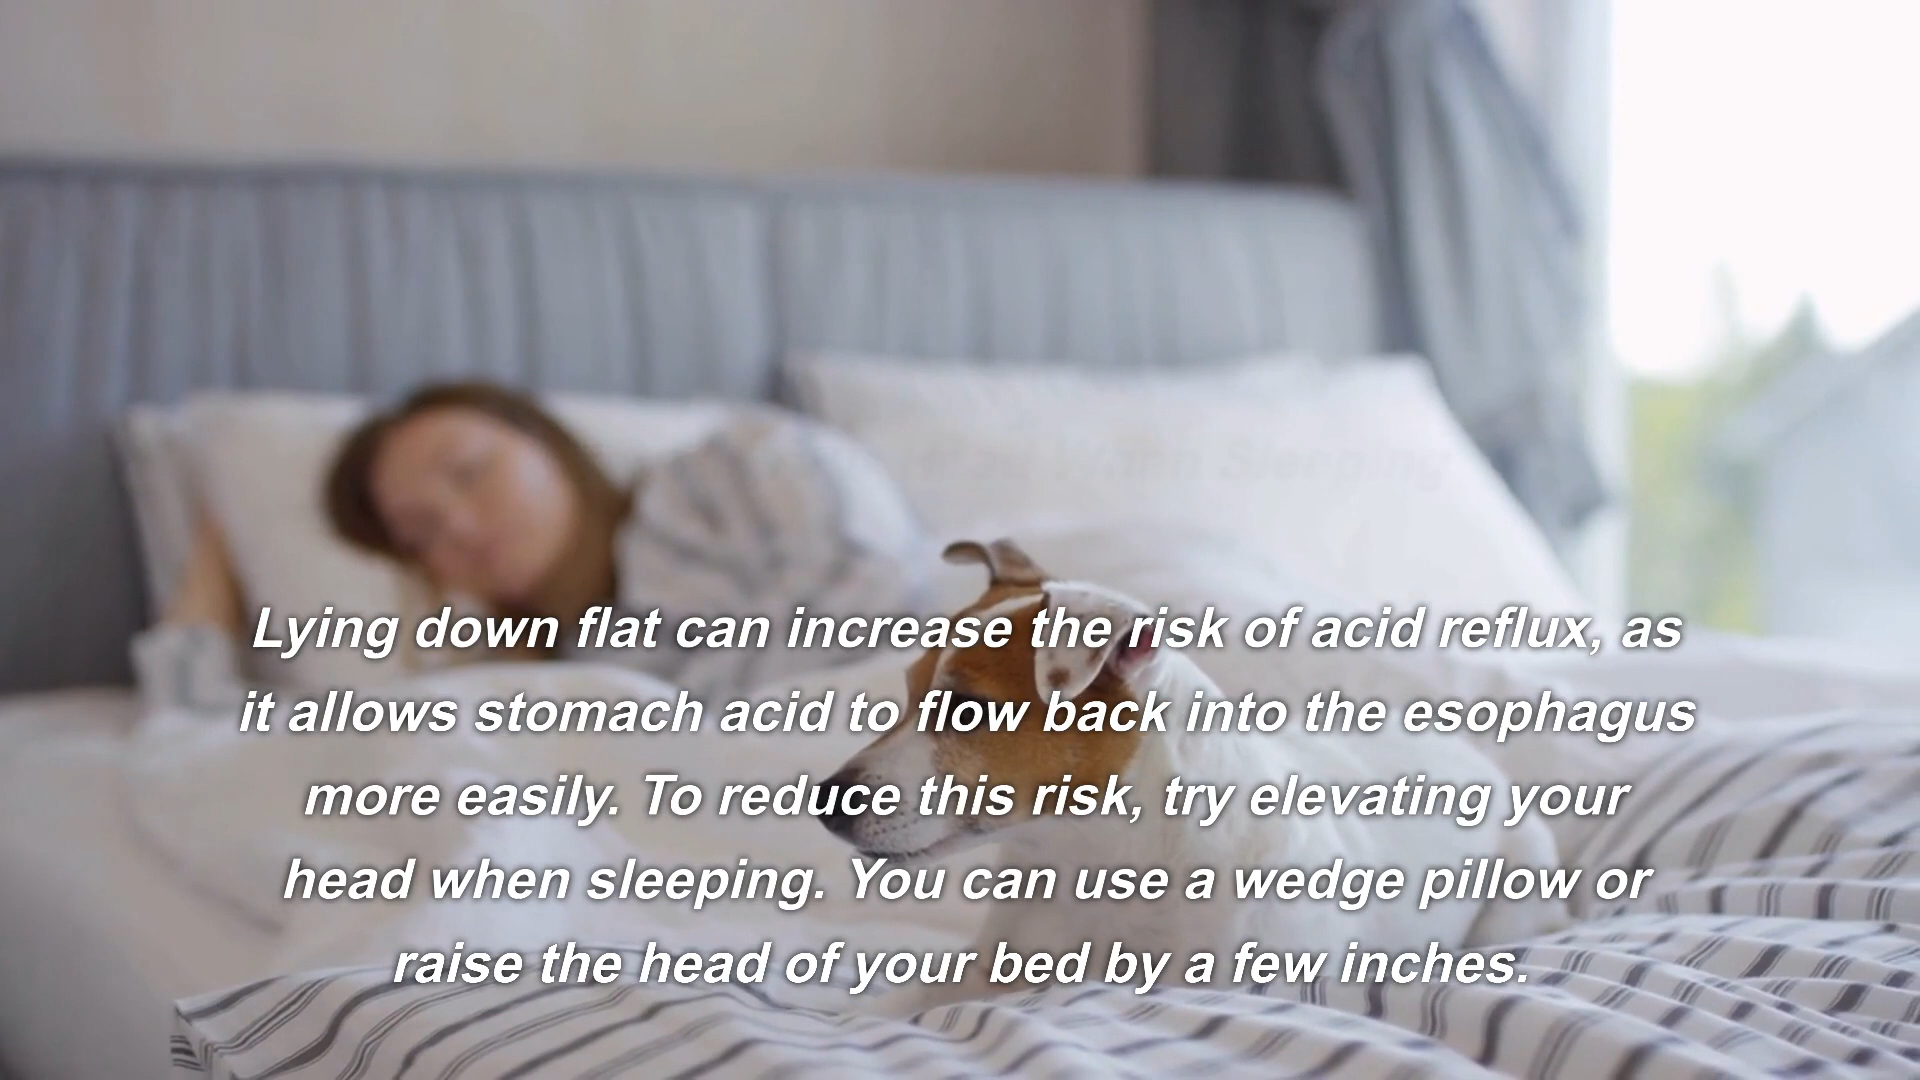 Lying down flat can increase the risk of acid reflux, as
it allows stomach acid to flow back into the esophagus
more easily. To reduce this risk, try elevating your
head when sleeping. You can use a wedge pillow or
raise the head of your bed by a few inches.